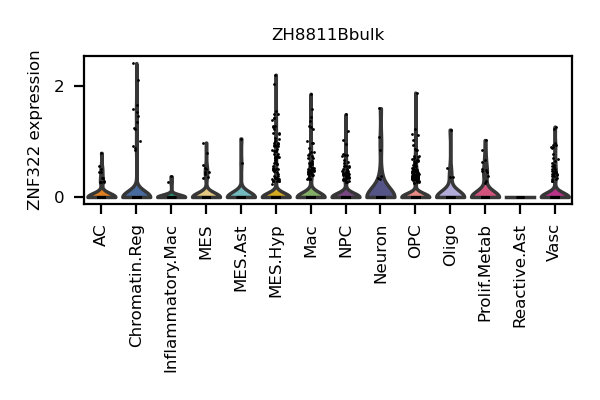 ZH8811Bbulk
ZNF322 expression
2
0
AC
Chromatin.Reg
Inflammatory.Mac
MES
MES.Ast
MES.Hyp
Mac
NPC
Neuron
OPC
Oligo
Prolif.Metab
Reactive.Ast
Vasc